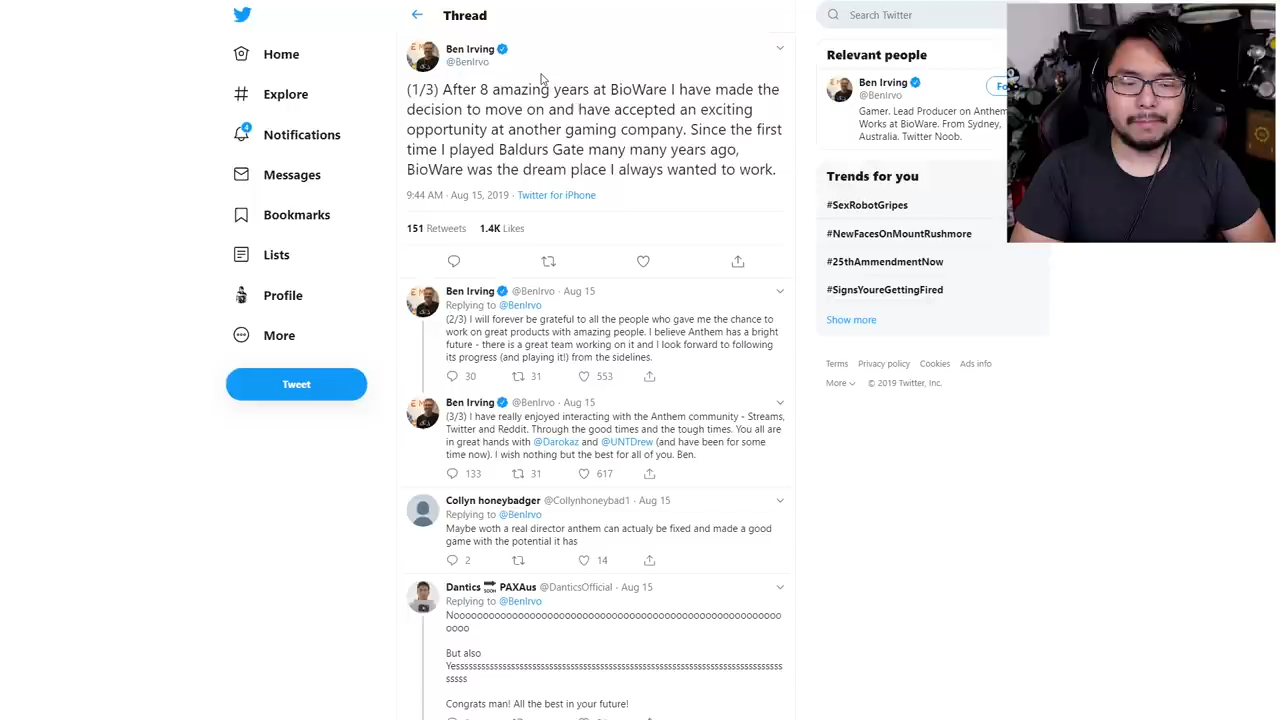 Home
Explore
4
Notifications
Messages
Bookmarks
Lists
Profile
More
Tweet
Thread
Ben Irving
@BenIrvo
(1/3) After 8 amazing years at BioWare I have made the
decision to move on and have accepted an exciting
opportunity at another gaming company. Since the first
time I played Baldurs Gate many many years ago,
BioWare was the dream place I always wanted to work.
9:44 AM · Aug 15, 2019 · Twitter for iPhone
151 Retweets 1.4K Likes
Ben Irving @BenIrvo · Aug 15
Replying to @BenIrvo
(2/3) I will forever be grateful to all the people who gave me the chance to
work on great products with amazing people. I believe Anthem has a bright
future - there is a great team working on it and I look forward to following
its progress (and playing it!) from the sidelines.
30 31 553
Ben Irving @BenIrvo · Aug 15
Replying to @BenIrvo
(3/3) I have really enjoyed interacting with the Anthem community - Streams,
Twitter and Reddit. Through the good times and the tough times. You all are
in great hands with @Darokaz and @UNTDrew (and have been for some
time now). I wish nothing but the best for all of you. Ben.
133 31 617
Collyn honeybadger @Collynhoneybad1 · Aug 15
Replying to @BenIrvo
Maybe woth a real director anthem can actualy be fixed and made a good
game with the potential it has
2 14
Dantics SOON PAXAus @DanticsOfficial · Aug 15
Replying to @BenIrvo
Nooooooooooooooooooooooooooooooooooooooooooooooooooooooooo
oooo
But also
Yesssssssssssssssssssssssssssssssssssssssssssssssssssssssssssssssssssssssssss
sssss
Congrats man! All the best in your future!
Search Twitter
Relevant people
Ben Irving
@BenIrvo
Fo
Gamer. Lead Producer on Anthem
Works at BioWare. From Sydney,
Australia. Twitter Noob.
Trends for you
#SexRobotGripes
#NewFacesOnMountRushmore
#25thAmmendmentNow
#SignsYoureGettingFired
Show more
Terms Privacy policy Cookies Ads info
More © 2019 Twitter, Inc.